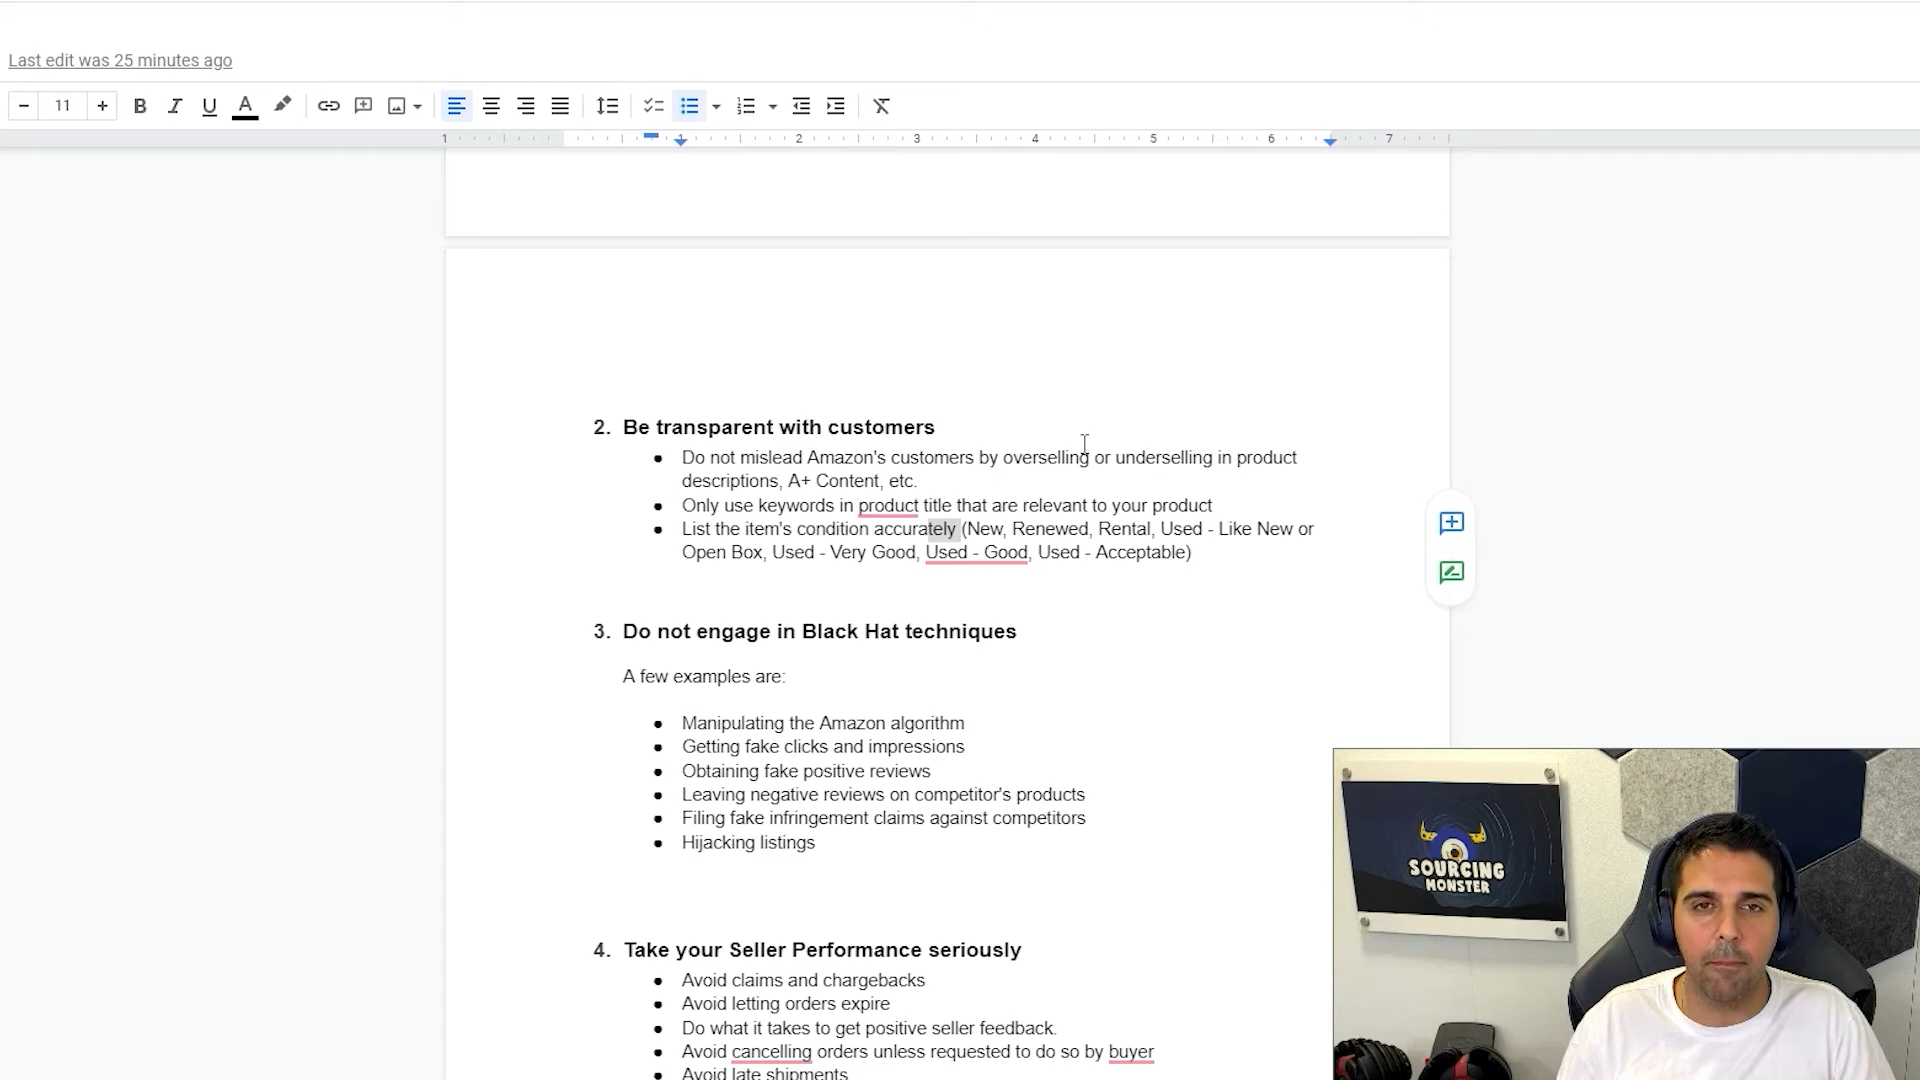 Last edit was 25 minutes ago
11
1 1 2 3 4 5 6 7
2. Be transparent with customers
● Do not mislead Amazon's customers by overselling or underselling in product
descriptions, A+ Content, etc.
● Only use keywords in product title that are relevant to your product
● List the item's condition accurately (New, Renewed, Rental, Used - Like New or
Open Box, Used - Very Good, Used - Good, Used - Acceptable)
3. Do not engage in Black Hat techniques
A few examples are:
● Manipulating the Amazon algorithm
● Getting fake clicks and impressions
● Obtaining fake positive reviews
● Leaving negative reviews on competitor's products
● Filing fake infringement claims against competitors
● Hijacking listings
4. Take your Seller Performance seriously
● Avoid claims and chargebacks
● Avoid letting orders expire
● Do what it takes to get positive seller feedback.
● Avoid cancelling orders unless requested to do so by buyer
● Avoid late shipments
SOURCING
MONSTER